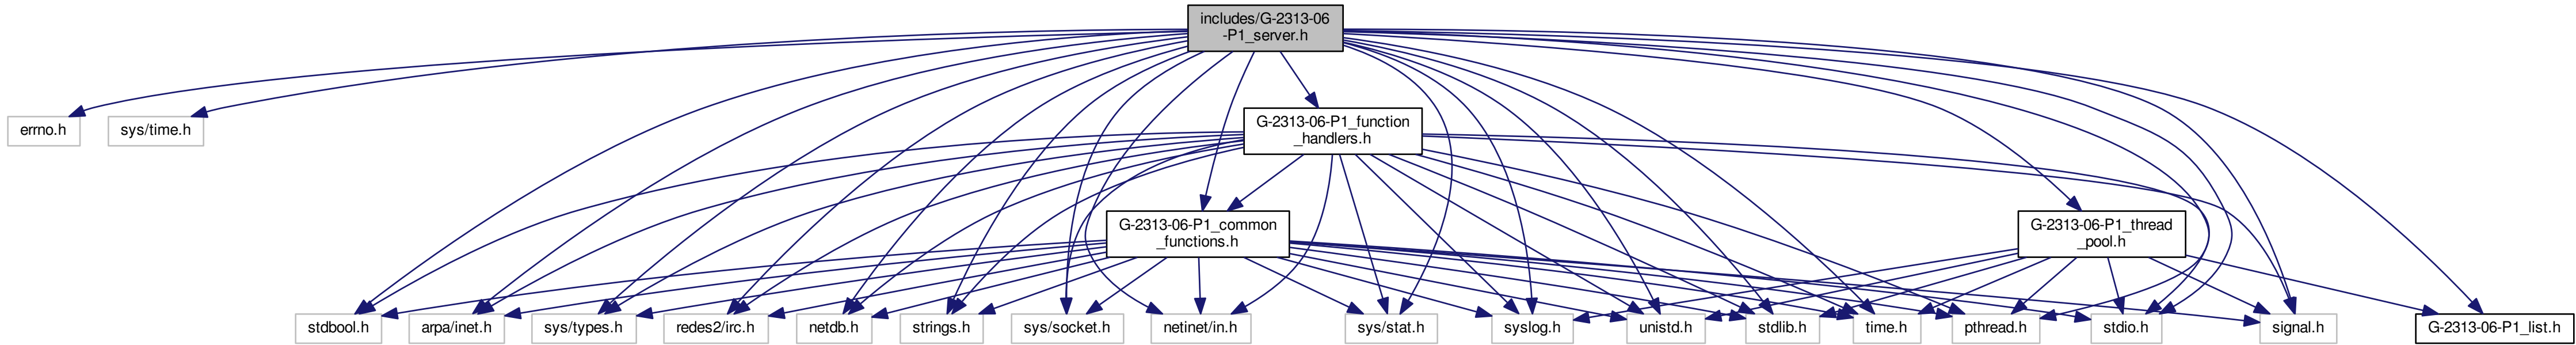 includes/G-2313-06
-P1_server.h
G-2313-06-P1_function
_handlers.h
errno.h
sys/time.h
G-2313-06-P1_common
_functions.h
G-2313-06-P1_thread
_pool.h
stdbool.h
arpa/inet.h
sys/types.h
redes2/irc.h
netdb.h
strings.h
sys/socket.h
netinet/in.h
sys/stat.h
syslog.h
unistd.h
stdlib.h
time.h
pthread.h
stdio.h
signal.h
G-2313-06-P1_list.h